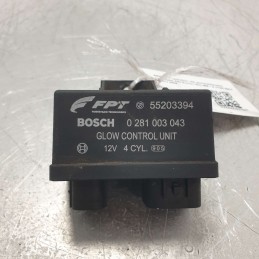 FPT 55203394
BOSCH 0 281 003 043
GLOW CONTROL UNIT
12V 4 CYL.